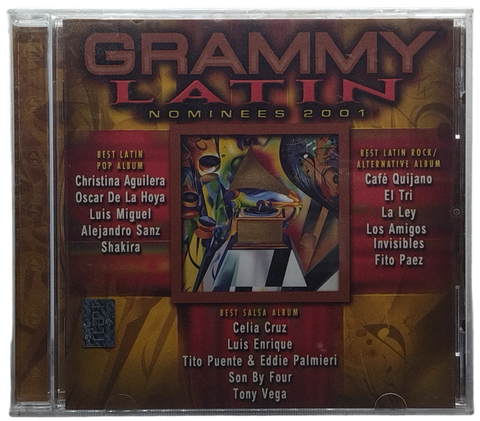 GRAMMY
LATIN
NOMINEES 2001
BEST LATIN
POP ALBUM
Christina Aguilera
Oscar De La Hoya
Luis Miguel
Alejandro Sanz
Shakira
BEST LATIN ROCK/
ALTERNATIVE ALBUM
Café Quijano
El Tri
La Ley
Los Amigos
Invisibles
Fito Paez
BEST SALSA ALBUM
Celia Cruz
Luis Enrique
Tito Puente & Eddie Palmieri
Son By Four
Tony Vega